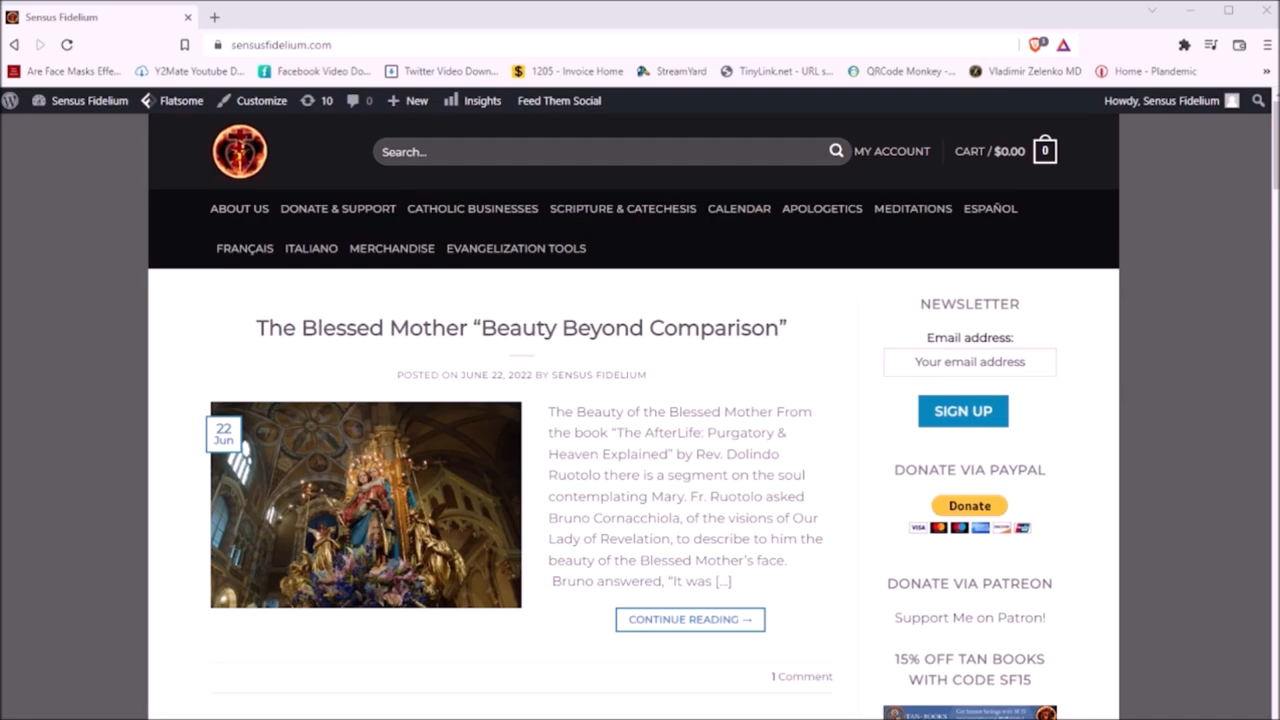 Sensus Fidelium
sensusfidelium.com
Are Face Masks Effe... Y2Mate Youtube D... Facebook Video Do... Twitter Video Down... 1205 - Invoice Home StreamYard TinyLink.net - URL s... QRCode Monkey -... Vladimir Zelenko MD Home - Plandemic
Sensus Fidelium Flatsome Customize 10 0 New Insights Feed Them Social Howdy, Sensus Fidelium
Search... MY ACCOUNT CART / $0.00 0
ABOUT US DONATE & SUPPORT CATHOLIC BUSINESSES SCRIPTURE & CATECHESIS CALENDAR APOLOGETICS MEDITATIONS ESPAÑOL
FRANÇAIS ITALIANO MERCHANDISE EVANGELIZATION TOOLS
The Blessed Mother “Beauty Beyond Comparison”
POSTED ON JUNE 22, 2022 BY SENSUS FIDELIUM
22
Jun
The Beauty of the Blessed Mother From
the book “The AfterLife: Purgatory &
Heaven Explained” by Rev. Dolindo
Ruotolo there is a segment on the soul
contemplating Mary. Fr. Ruotolo asked
Bruno Cornacchiola, of the visions of Our
Lady of Revelation, to describe to him the
beauty of the Blessed Mother’s face.
Bruno answered, “It was [...]
CONTINUE READING →
1 Comment
NEWSLETTER
Email address:
Your email address
SIGN UP
DONATE VIA PAYPAL
Donate
VISA
DONATE VIA PATREON
Support Me on Patron!
15% OFF TAN BOOKS
WITH CODE SF15
TAN·BOOKS